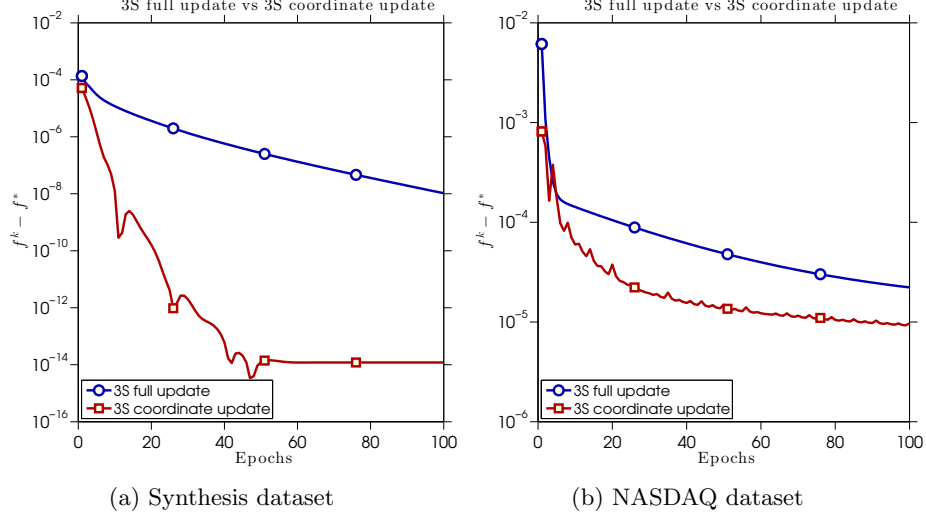 3S full update vs 3S coordinate update
10⁻²
10⁻⁴
10⁻⁶
10⁻⁸
10⁻¹⁰
10⁻¹²
10⁻¹⁴
10⁻¹⁶
fᵏ − f*
3S full update
3S coordinate update
0 20 40 60 80 100
Epochs
(a) Synthesis dataset
3S full update vs 3S coordinate update
10⁻²
10⁻³
10⁻⁴
10⁻⁵
10⁻⁶
fᵏ − f*
3S full update
3S coordinate update
0 20 40 60 80 100
Epochs
(b) NASDAQ dataset